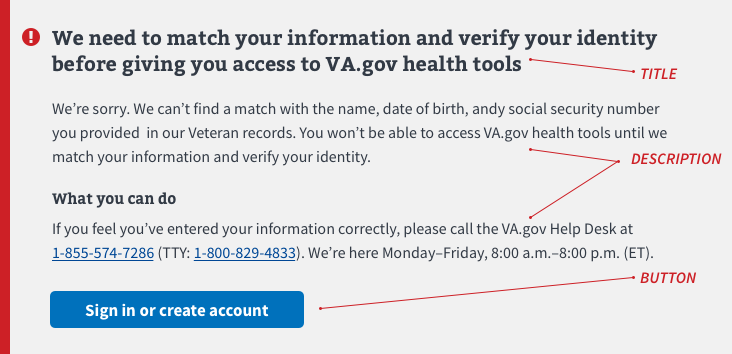 We need to match your information and verify your identity
before giving you access to VA.gov health tools
TITLE
We're sorry. We can't find a match with the name, date of birth, andy social security number
you provided  in our Veteran records. You won't be able to access VA.gov health tools until we
match your information and verify your identity.
DESCRIPTION
What you can do
If you feel you've entered your information correctly, please call the VA.gov Help Desk at
1-855-574-7286 (TTY: 1-800-829-4833). We're here Monday–Friday, 8:00 a.m.–8:00 p.m. (ET).
BUTTON
Sign in or create account